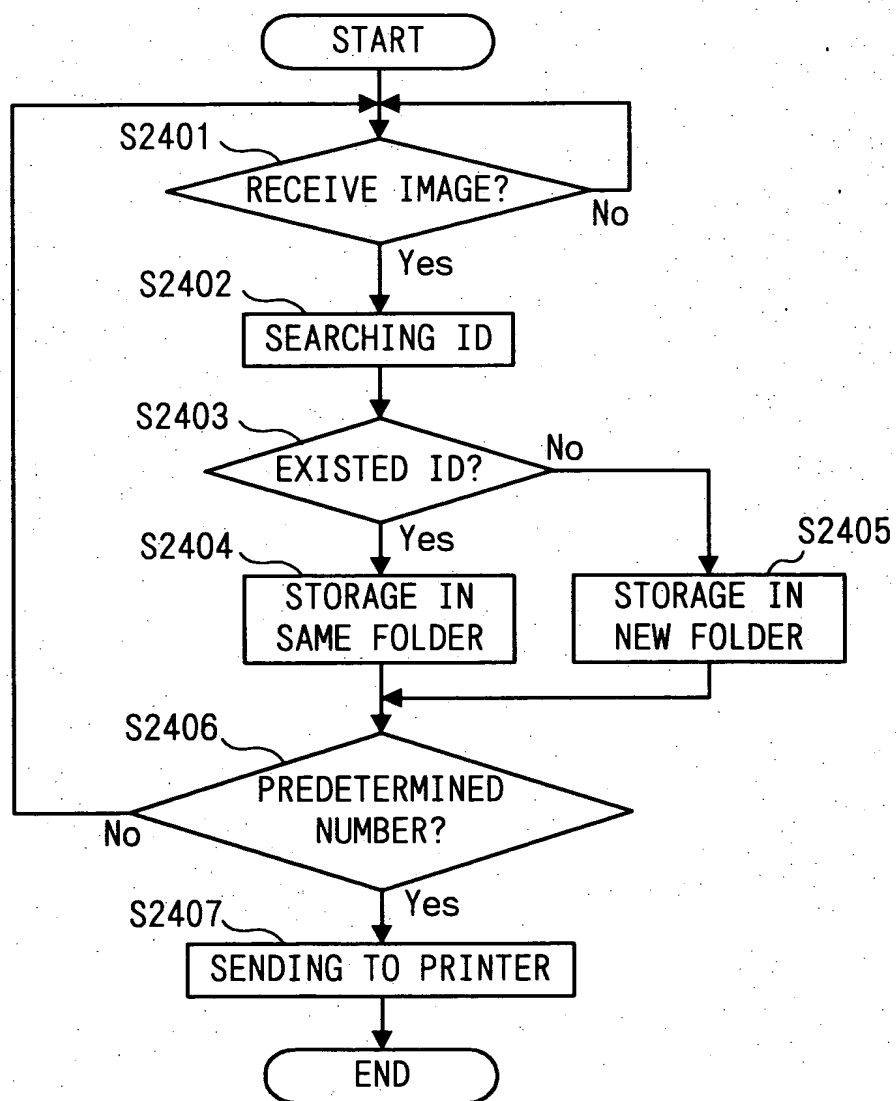 START
S2401
RECEIVE IMAGE?
No
Yes
S2402
SEARCHING ID
S2403
EXISTED ID?
No
Yes
S2404
STORAGE IN
SAME FOLDER
S2405
STORAGE IN
NEW FOLDER
S2406
PREDETERMINED
NUMBER?
No
Yes
S2407
SENDING TO PRINTER
END